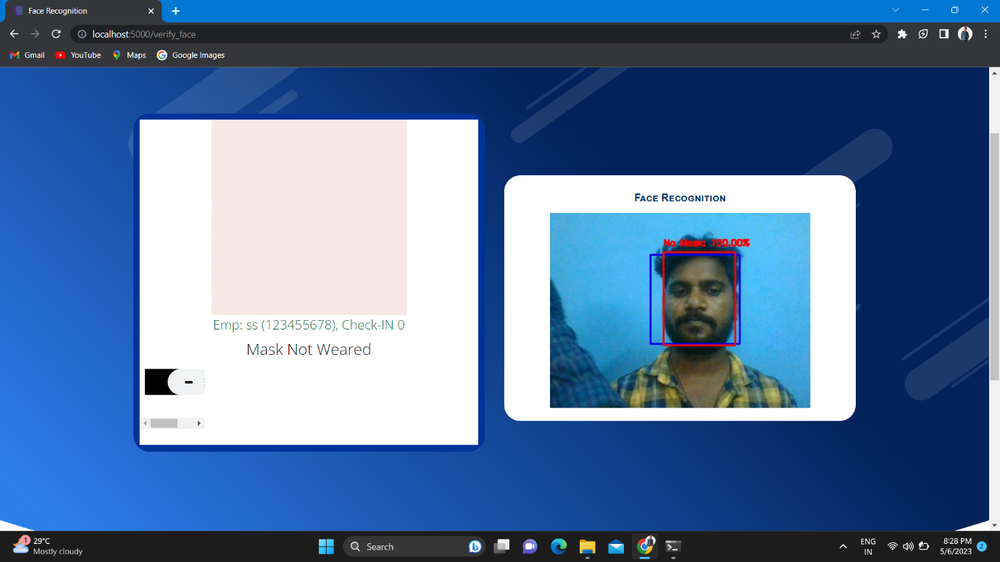 Face Recognition
localhost:5000/verify_face
Gmail
YouTube
Maps
Google Images
Emp: ss (123455678), Check-IN 0
Mask Not Weared
FACE RECOGNITION
No Mask: 100.00%
1
29°C
Mostly cloudy
Search
ENG
IN
8:28 PM
5/6/2023
2